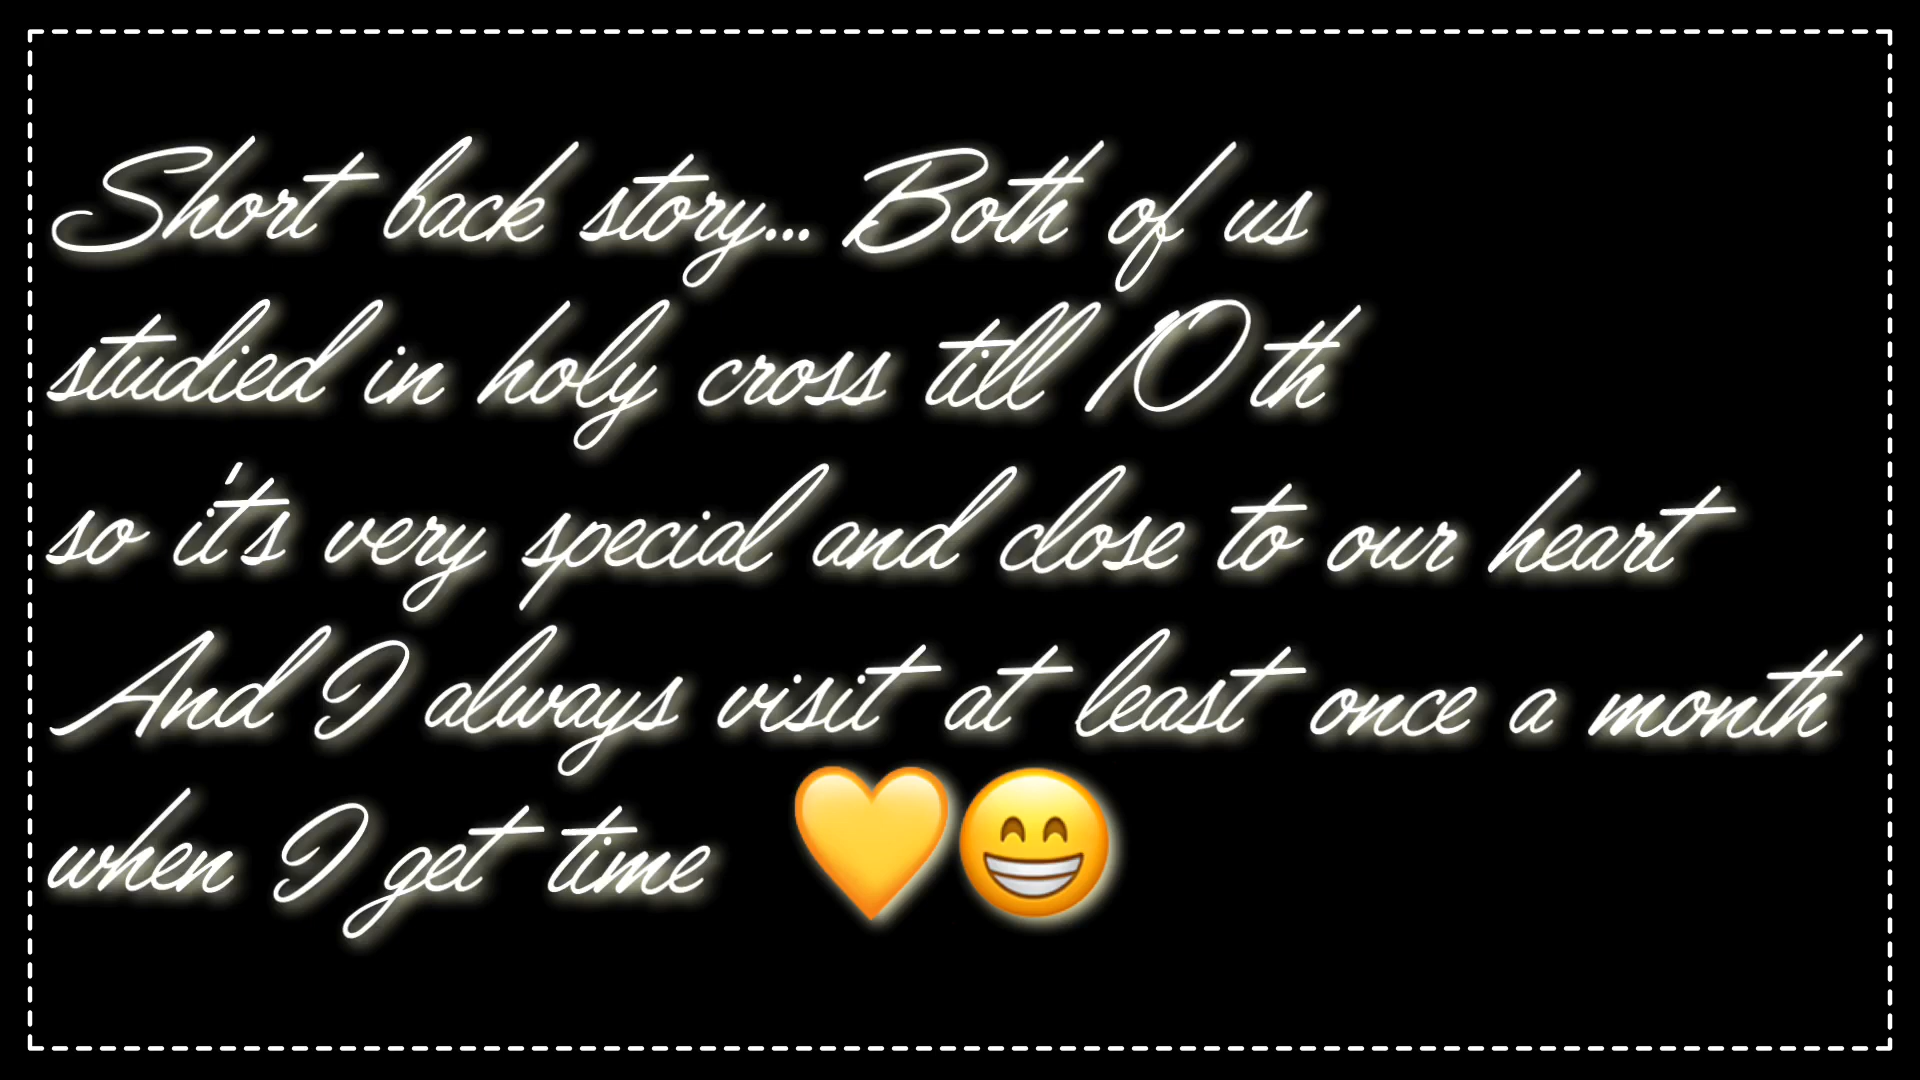 Short back story... Both of us
studied in holy cross till 10th
so it's very special and close to our heart
And I always visit at least once a month
when I get time 💛😁